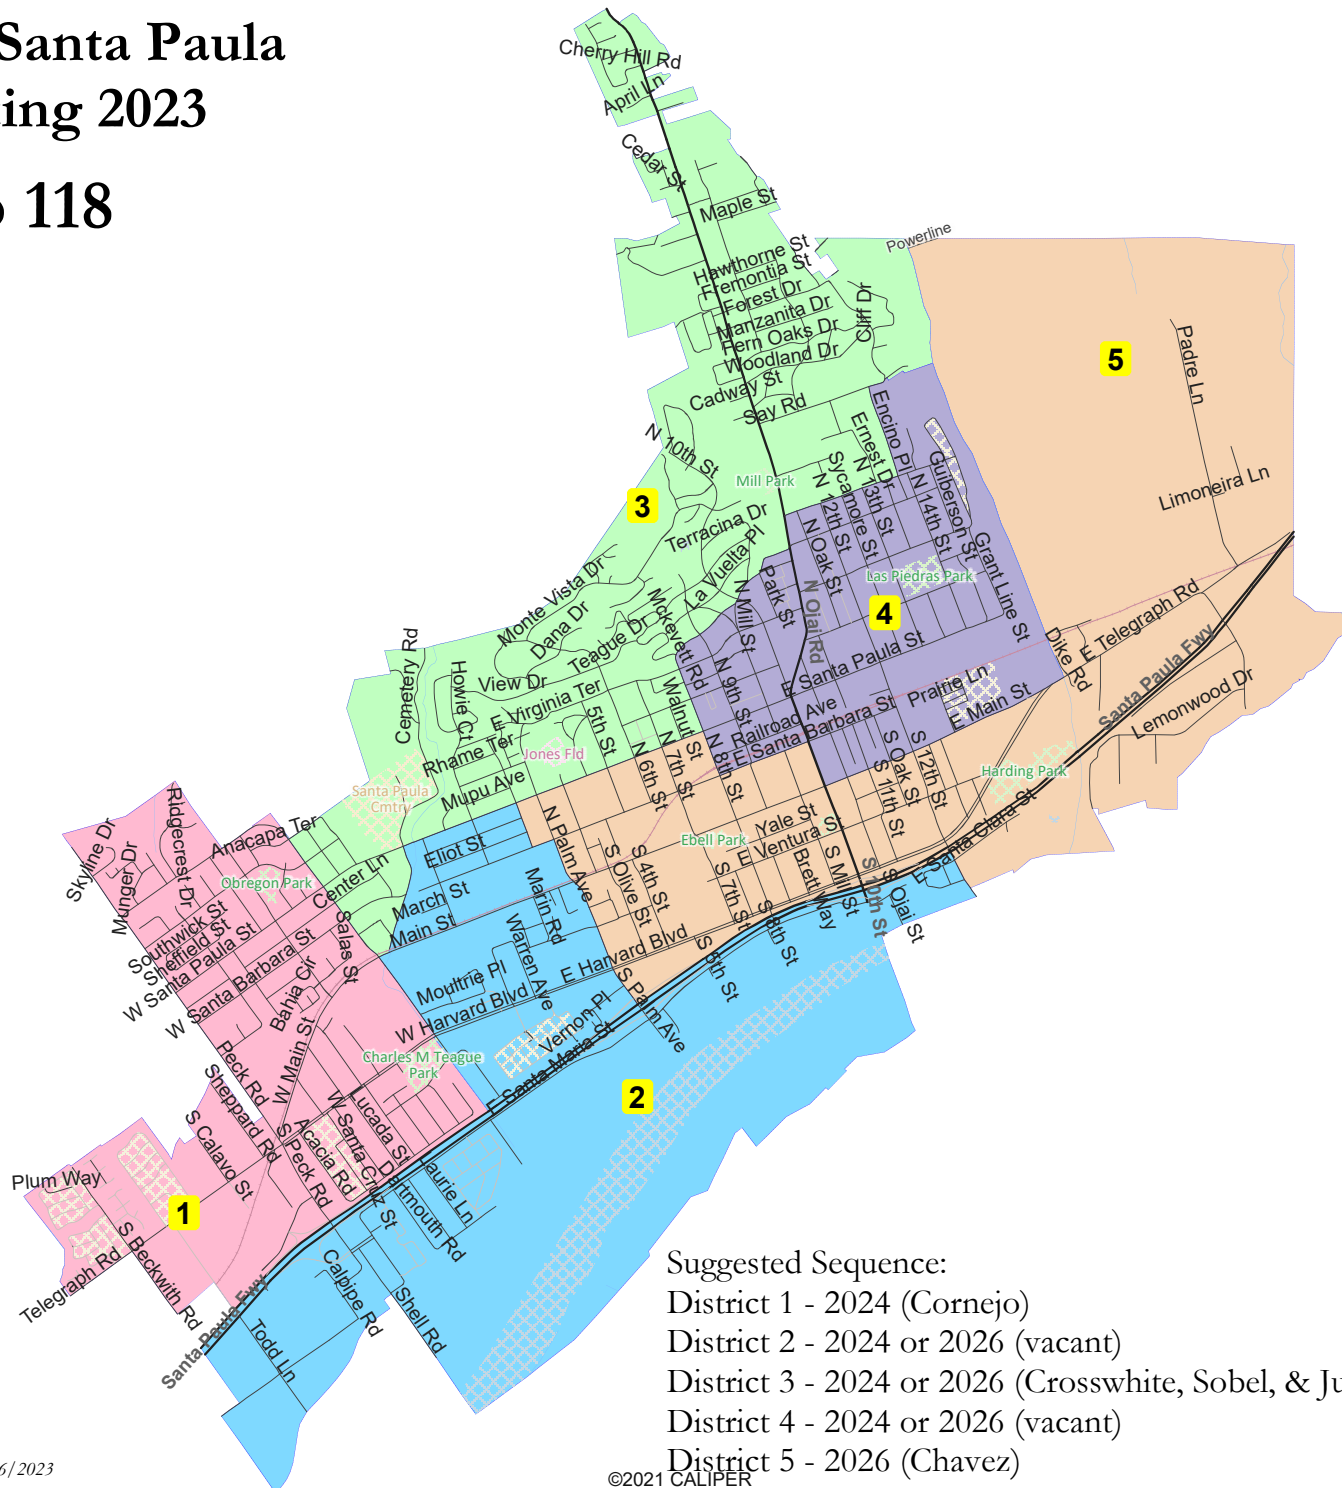 Santa Paula
ing 2023
118
Cherry Hill Rd
April Ln
Cedar St
Maple St
Powerline
Hawthorne St
Fremontia St
Forest Dr
Manzanita Dr
Fern Oaks Dr
Woodland Dr
Cliff Dr
Cadway St
Say Rd
5
Padre Ln
Limoneira Ln
N 10th St
Mill Park
Encino Pl
Ernest Dr
Sycamore St
N 13th St
N 12th St
N 14th St
Guiberson St
3
Terracina Dr
La Vuelta Pl
N Oak St
Grant Line St
Las Piedras Park
Monte Vista Dr
Dana Dr
Teague Dr
Mckevett Rd
N Mill St
Park St
N Ojai Rd
4
E Santa Paula St
Dike Rd
E Telegraph Rd
Santa Paula Fwy
Lemonwood Dr
Cemetery Rd
Howie Ct
View Dr
E Virginia Ter
5th St
Walnut St
N 9th St
Prairie Ln
E Main St
Railroad Ave
E Santa Barbara St
Rhame Ter
Jones Fld
Mupu Ave
N 6th St
N 7th St
N 8th St
S Oak St
S 12th St
S 11th St
Harding Park
Santa Paula
Cmtry
Skyline Dr
Ridgecrest Dr
Munger Dr
Anacapa Ter
Obregon Park
Center Ln
Eliot St
March St
Main St
N Palm Ave
Marin Rd
S Olive St
S 4th St
Ebell Park
Yale St
E Ventura St
S 7th St
Brett Way
S Mill St
S 10th St
S Ojai St
E Santa Clara St
Southwick St
Sheffield St
W Santa Paula St
W Santa Barbara St
Salas St
Bahia Cir
Moultrie Pl
Warren Ave
E Harvard Blvd
W Harvard Blvd
S 8th St
S 5th St
S Palm Ave
Vernon Pl
E Santa Maria St
Charles M Teague
Park
Peck Rd
W Main St
Sheppard Rd
S Calavo St
S Peck Rd
Acacia Rd
W Santa Cruz St
Lucada St
Dartmouth Rd
Laurie Ln
2
Plum Way
1
S Beckwith Rd
Telegraph Rd
Santa Paula Fwy
Todd Ln
Calpipe Rd
Shell Rd
Suggested Sequence:
District 1 - 2024 (Cornejo)
District 2 - 2024 or 2026 (vacant)
District 3 - 2024 or 2026 (Crosswhite, Sobel, & Ju
District 4 - 2024 or 2026 (vacant)
District 5 - 2026 (Chavez)
6/2023
©2021 CALIPER